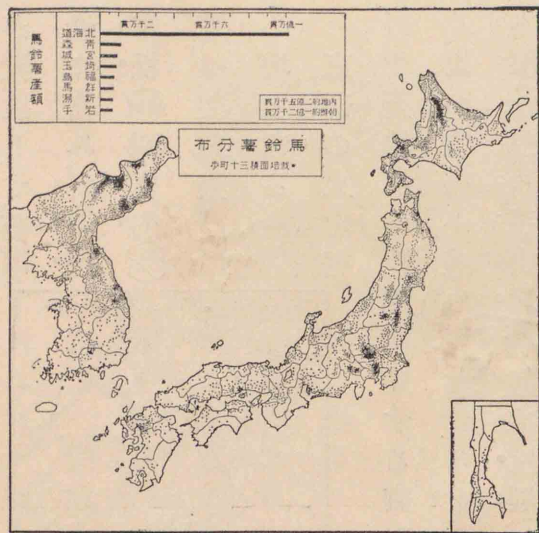 馬鈴薯産額
二千万貫
六千万貫
一億万貫
北海道
青森
宮城
埼玉
福島
群馬
新潟
岩手
内地約二億五千万貫
朝鮮約一億二千万貫
馬鈴薯分布
•栽培面積三十町歩